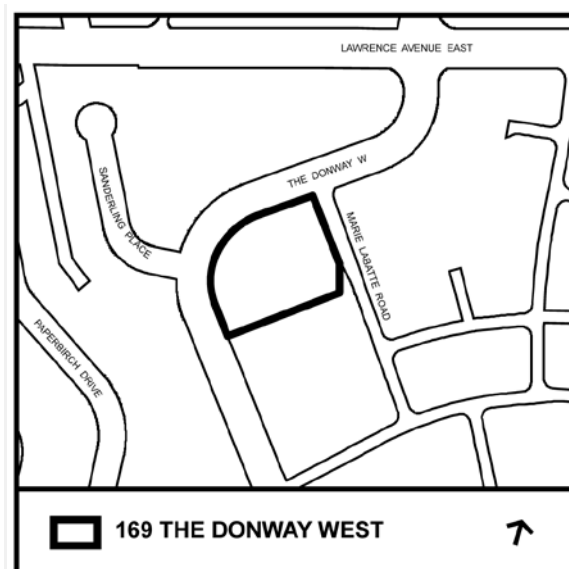 LAWRENCE AVENUE EAST
THE DONWAY W
SANDERLING PLACE
MARIE LABATTE ROAD
PAPERBIRCH DRIVE
169 THE DONWAY WEST